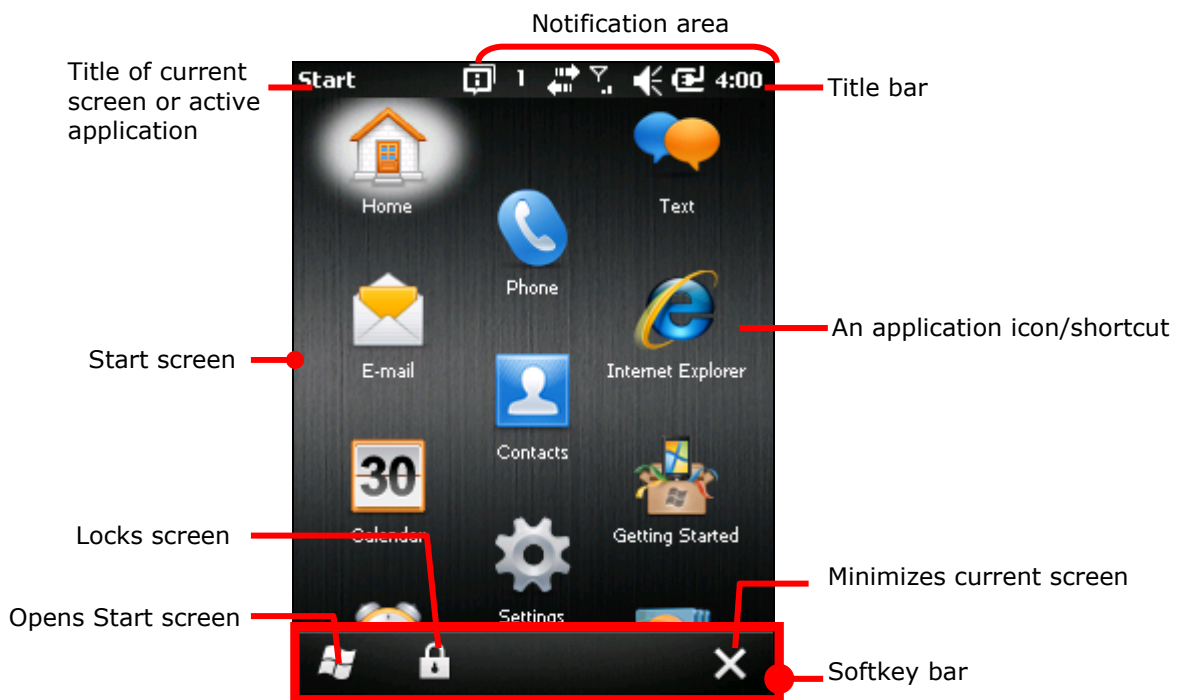 Notification area
Title of current
screen or active
application
Start
1
4:00
Title bar
Home
Text
Phone
An application icon/shortcut
Start screen
E-mail
Internet Explorer
30
Contacts
Calendar
Getting Started
Locks screen
Settings
Minimizes current screen
Opens Start screen
Softkey bar